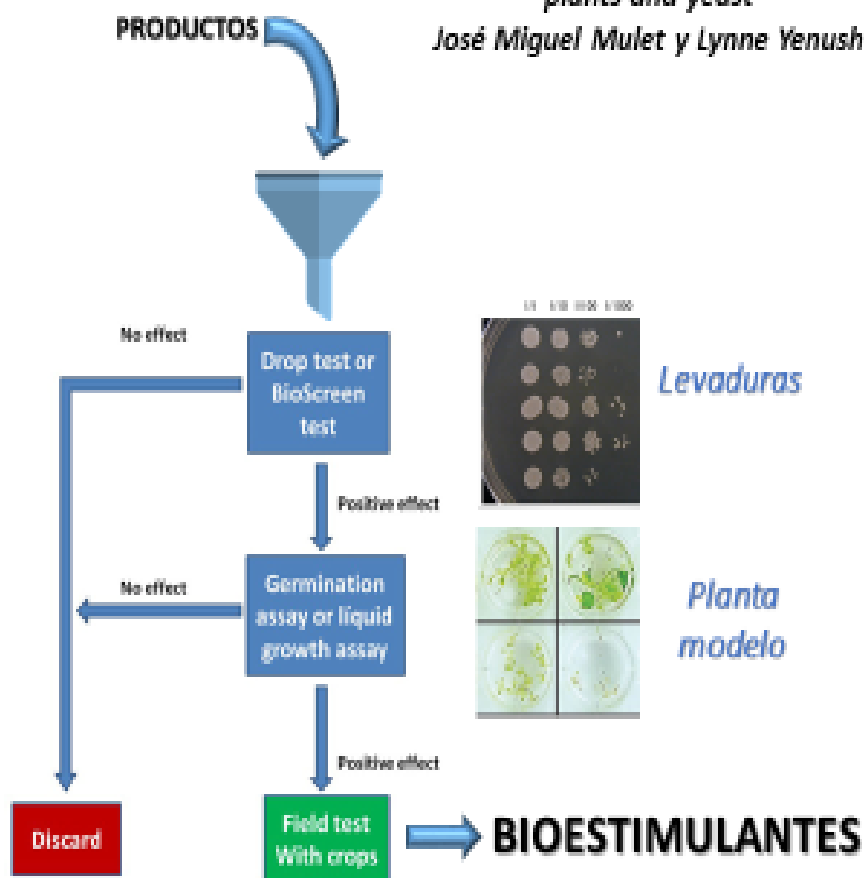 plants and yeast
PRODUCTOS
José Miguel Mulet y Lynne Yenush
No effect
Drop test or
BioScreen
test
Levaduras
Positive effect
No effect
Germination
assay or liquid
growth assay
Planta
modelo
Positive effect
Discard
Field test
With crops
BIOESTIMULANTES